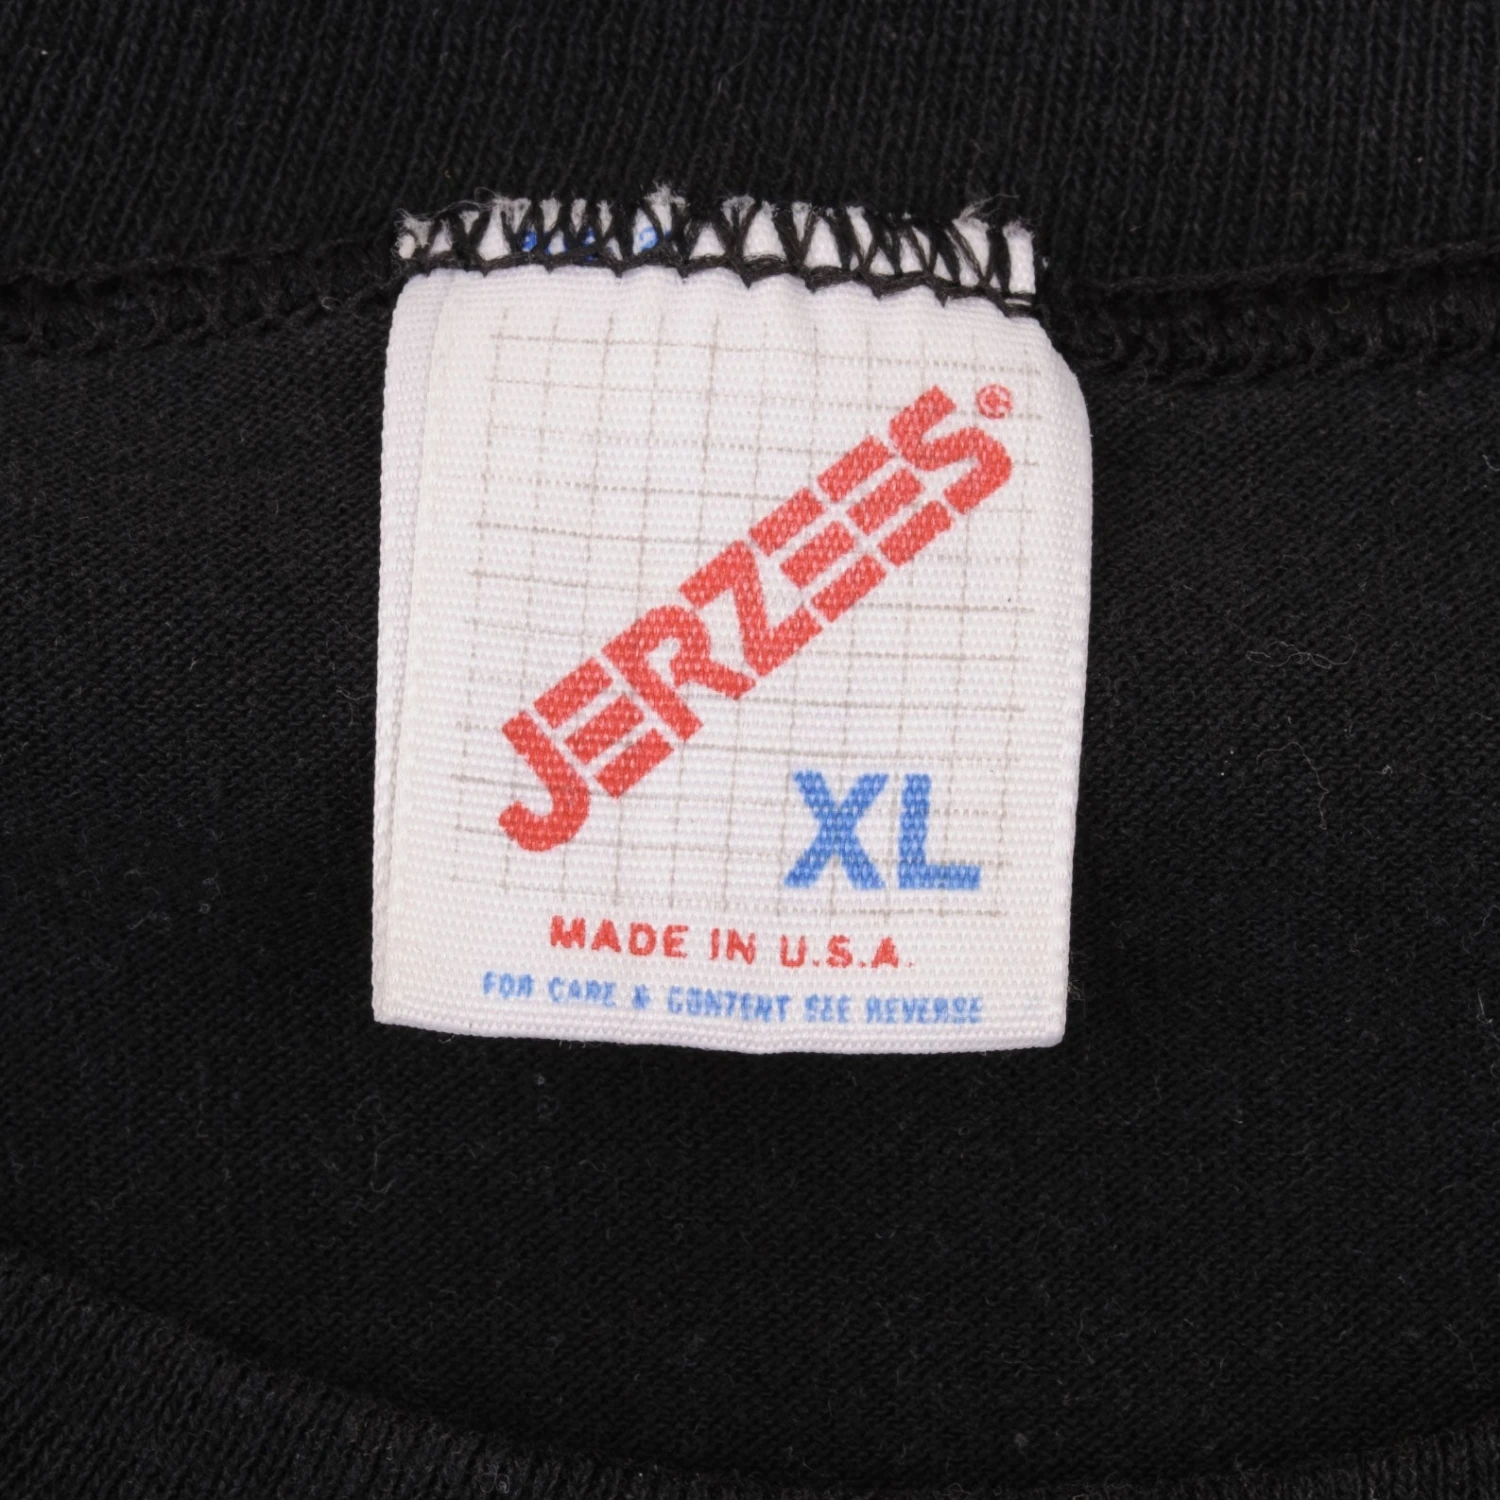 JERZEES®
XL
MADE IN U.S.A.
FOR CARE & CONTENT SEE REVERSE